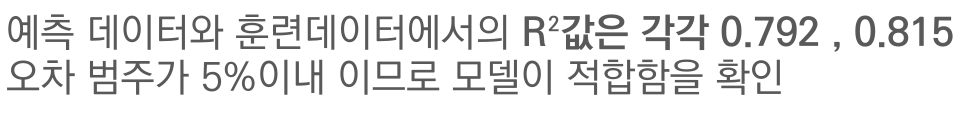 예측 데이터와 훈련데이터에서의 R²값은 각각 0.792 , 0.815
오차 범주가 5%이내 이므로 모델이 적합함을 확인